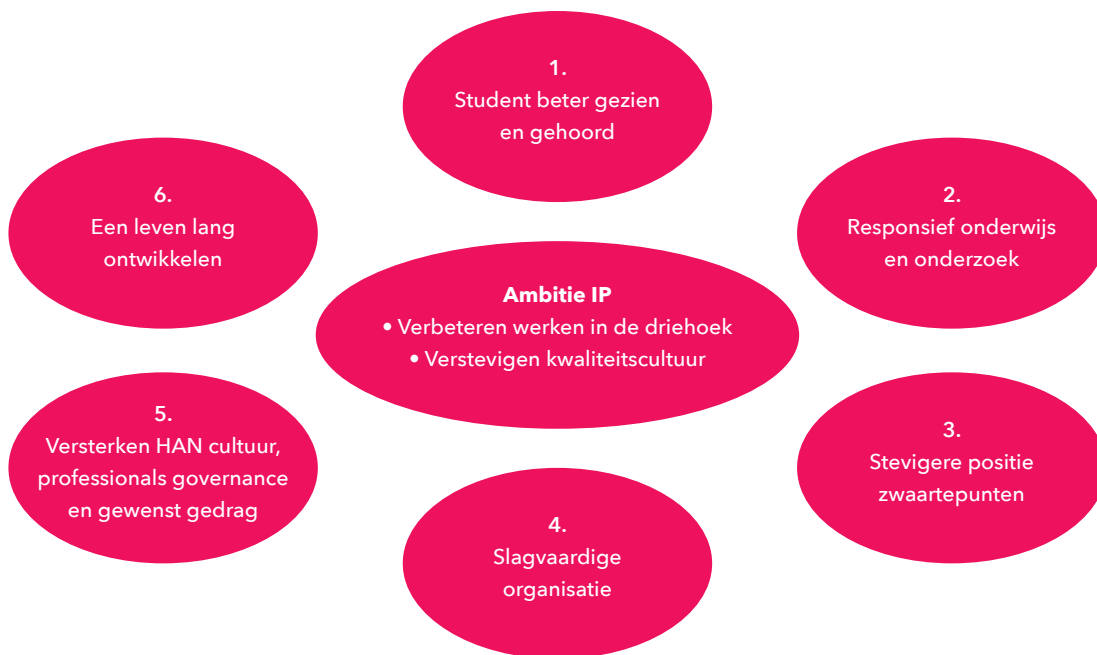 1.
Student beter gezien
en gehoord
2.
Responsief onderwijs
en onderzoek
3.
Stevigere positie
zwaartepunten
4.
Slagvaardige
organisatie
5.
Versterken HAN cultuur,
professionals governance
en gewenst gedrag
6.
Een leven lang
ontwikkelen
Ambitie IP
• Verbeteren werken in de driehoek
• Verstevigen kwaliteitscultuur